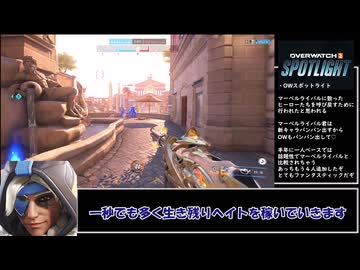 OVERWATCH 2
SPOTLIGHT
・OWスポットライト
マーベルライバルに散った
ヒーローたちを呼び戻すために
行われたと思われる
マーベルライバル君は
新キャラバンバン出すから
OWもバンバン出して♡
半年に一人ペースでは
話題性でマーベルライバルと
比較されちゃう
あっちもう4人追加したぞ
とてもファンタスティックだぞ
一秒でも多く生き残りヘイトを稼いでいきます